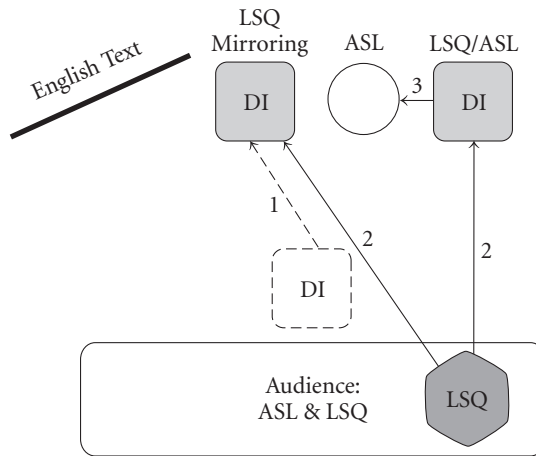 English Text
LSQ
Mirroring
ASL
LSQ/ASL
DI
DI
3
1
2
2
DI
Audience:
ASL & LSQ
LSQ